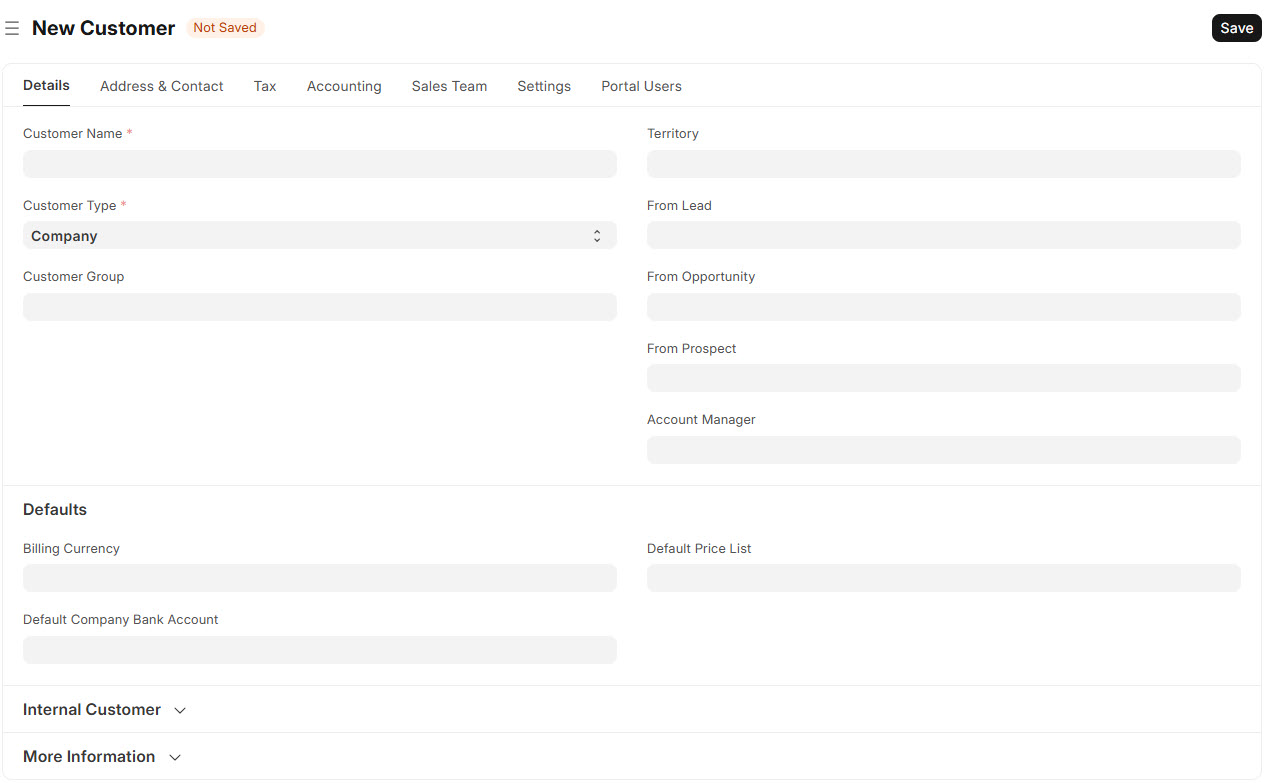 New Customer Not Saved Save
Details Address & Contact Tax Accounting Sales Team Settings Portal Users
Customer Name *
Customer Type *
Company
Customer Group
Territory
From Lead
From Opportunity
From Prospect
Account Manager
Defaults
Billing Currency
Default Company Bank Account
Default Price List
Internal Customer
More Information